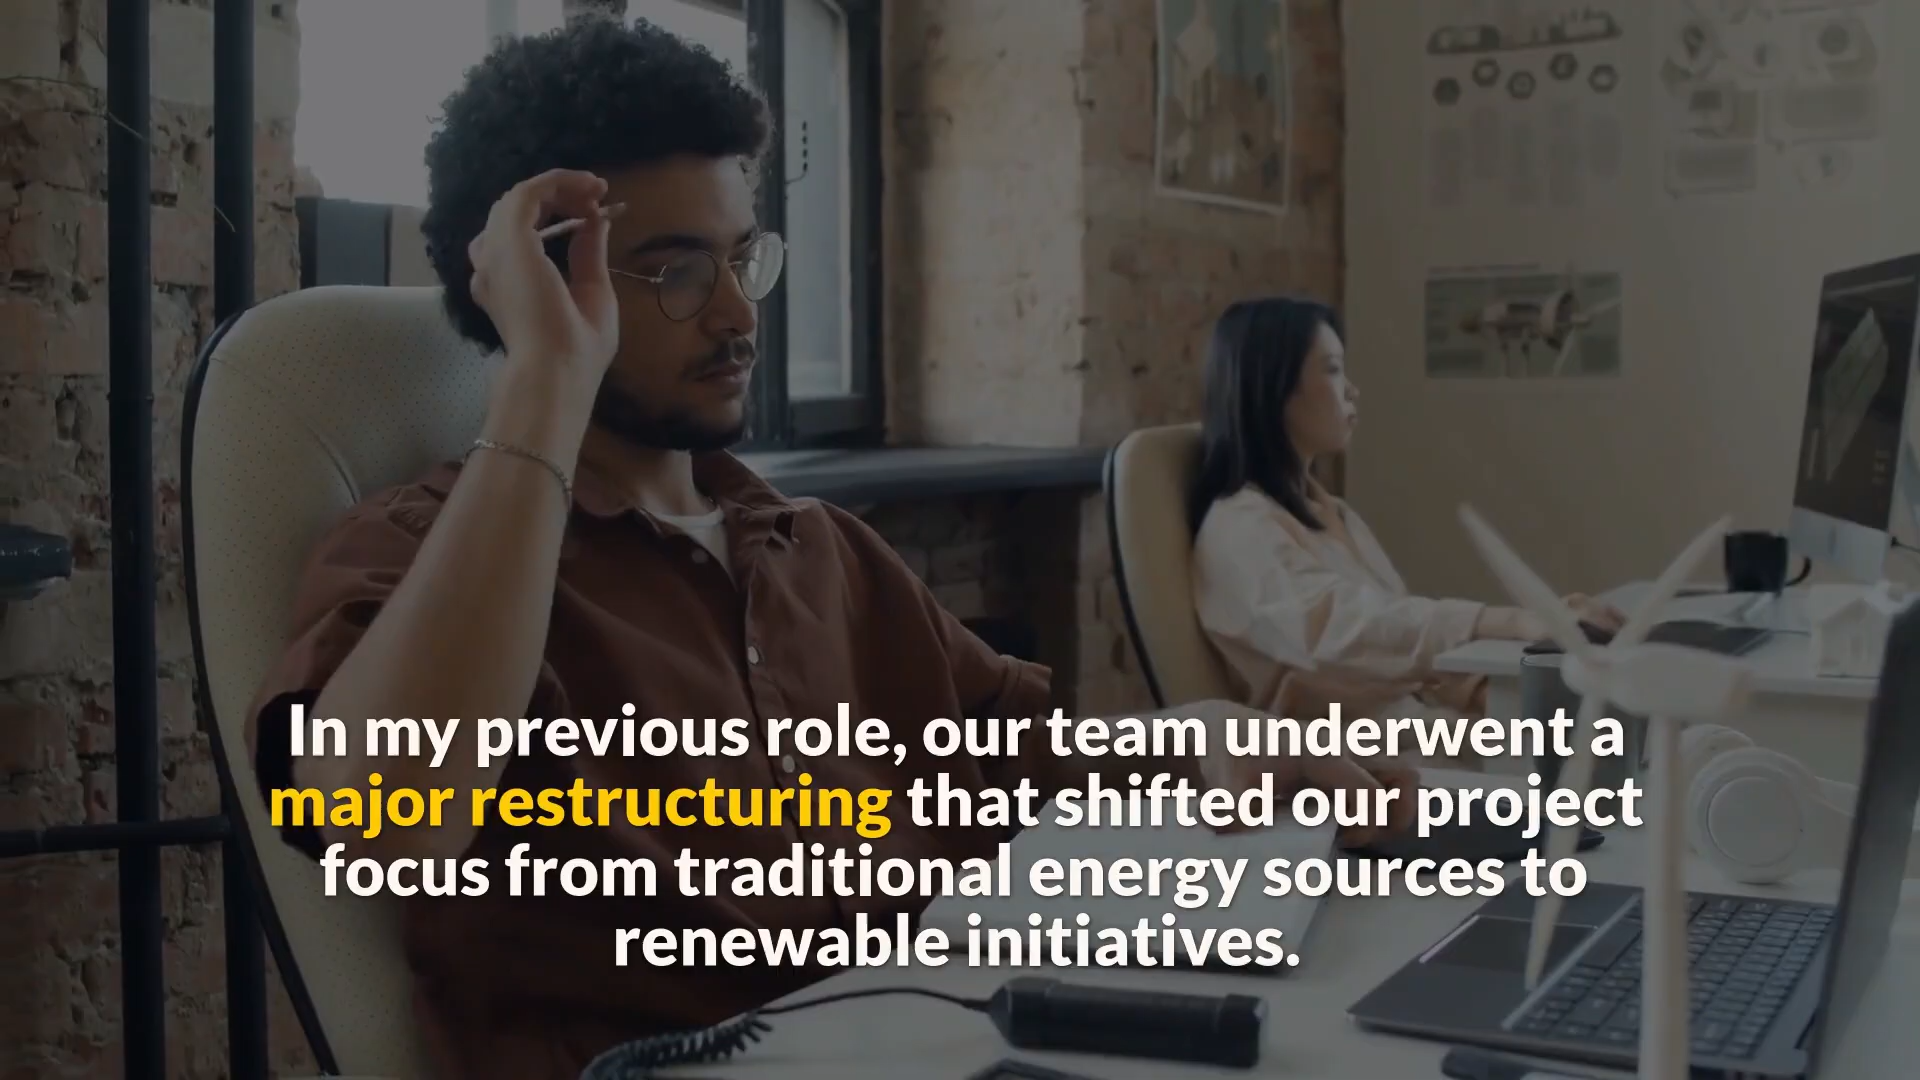 In my previous role, our team underwent a
major restructuring that shifted our project
focus from traditional energy sources to
renewable initiatives.